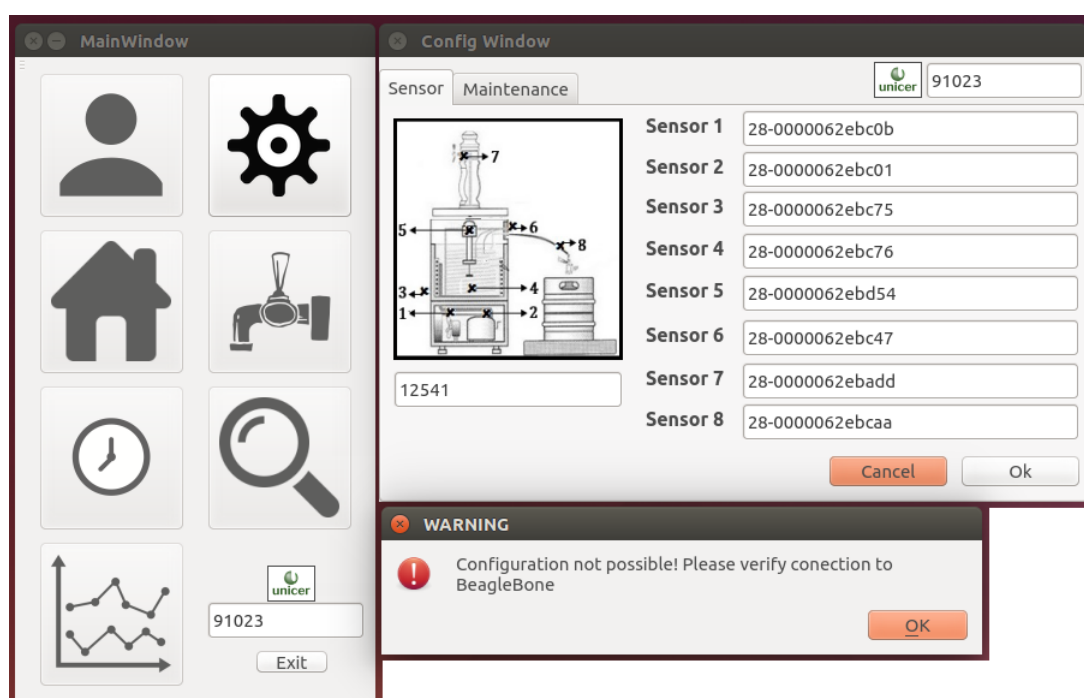 MainWindow
unicer
91023
Exit
Config Window
Sensor Maintenance
unicer 91023
7
5 6
8
3 4
1 2
12541
Sensor 1 28-0000062ebc0b
Sensor 2 28-0000062ebc01
Sensor 3 28-0000062ebc75
Sensor 4 28-0000062ebc76
Sensor 5 28-0000062ebd54
Sensor 6 28-0000062ebc47
Sensor 7 28-0000062ebadd
Sensor 8 28-0000062ebcaa
Cancel Ok
WARNING
Configuration not possible! Please verify conection to
BeagleBone
OK